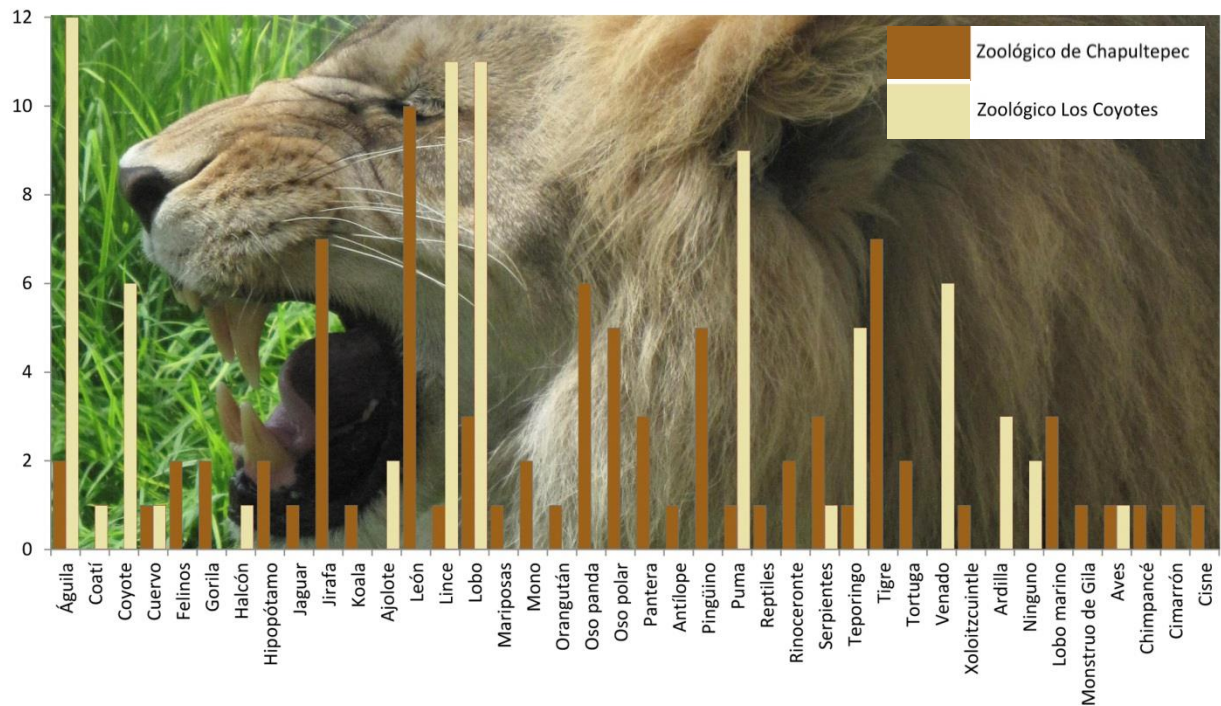 12
10
8
6
4
2
0
Zoológico de Chapultepec
Zoológico Los Coyotes
Águila
Coatí
Coyote
Cuervo
Felinos
Gorila
Halcón
Hipopótamo
Jaguar
Jirafa
Koala
Ajolote
León
Lince
Lobo
Mariposas
Mono
Orangután
Oso panda
Oso polar
Pantera
Antílope
Pingüino
Puma
Reptiles
Rinoceronte
Serpientes
Teporingo
Tigre
Tortuga
Venado
Xoloitzcuintle
Ardilla
Ninguno
Lobo marino
Monstruo de Gila
Aves
Chimpancé
Cimarrón
Cisne